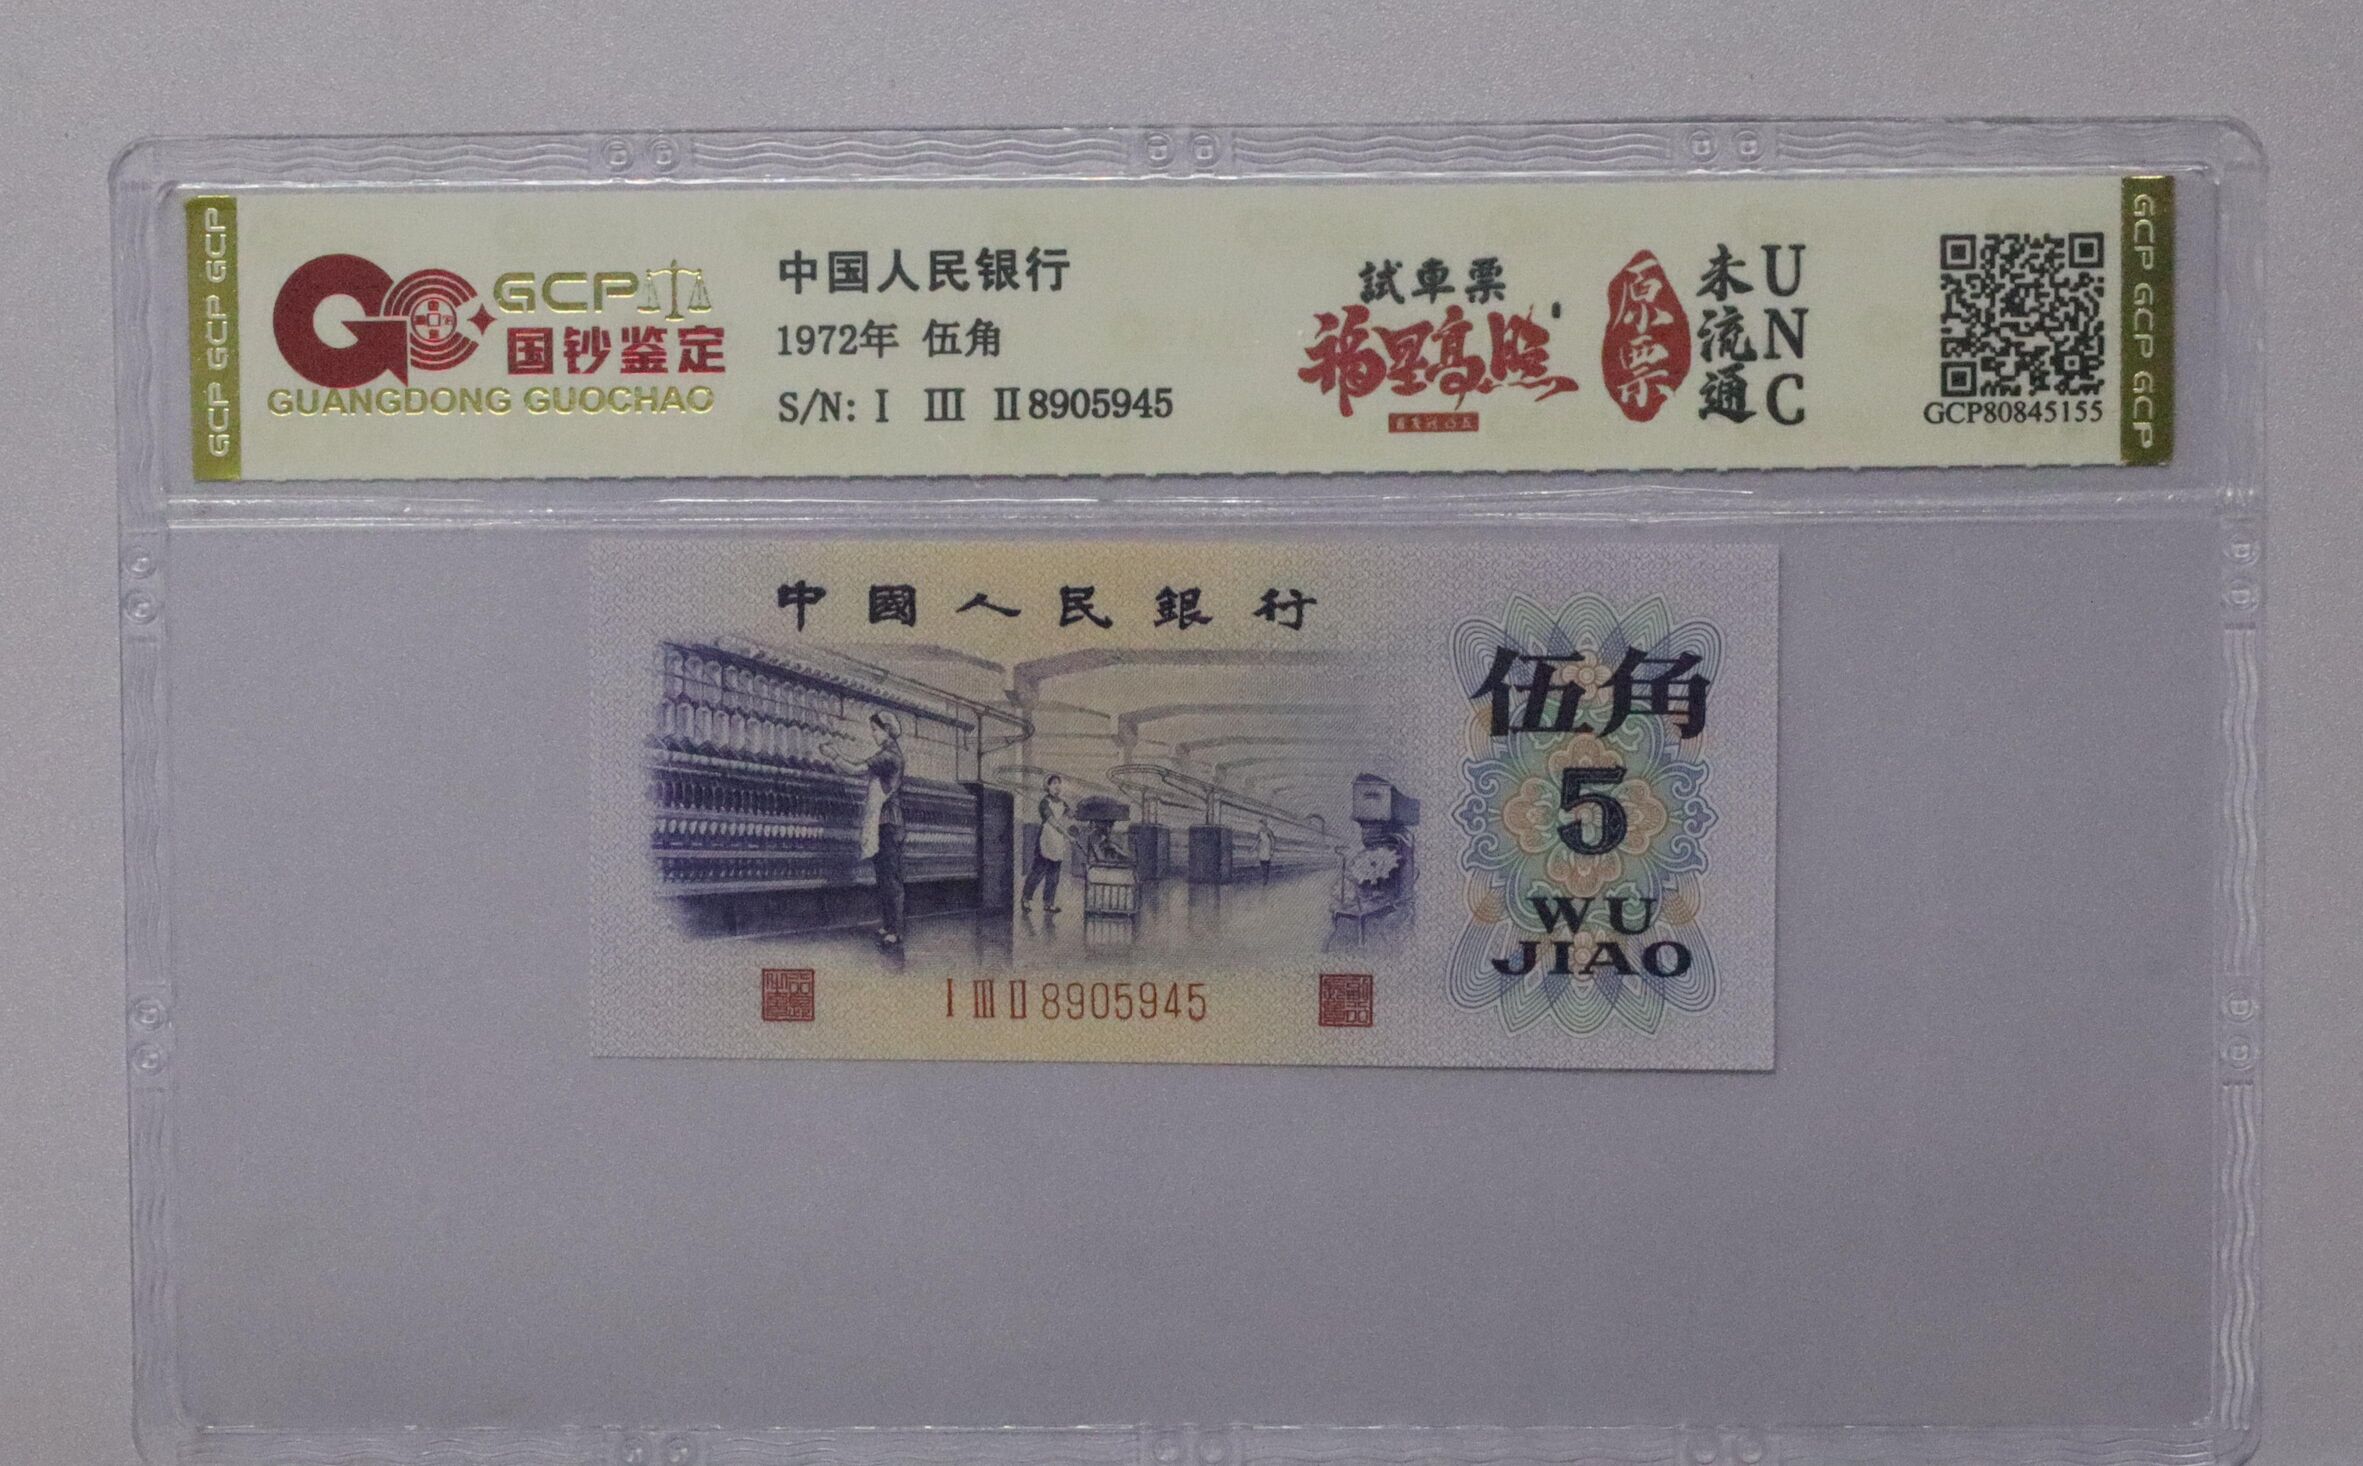 GCP GCP GCP
GCP
国钞鉴定
GUANGDONG GUOCHAO
中国人民银行
1972年 伍角
S/N: I III II 8905945
試車票
福星高照
原票
未流通
UNC
GCP80845155
GCP GCP GCP
中國人民銀行
伍角
5
WU
JIAO
I III II 8905945